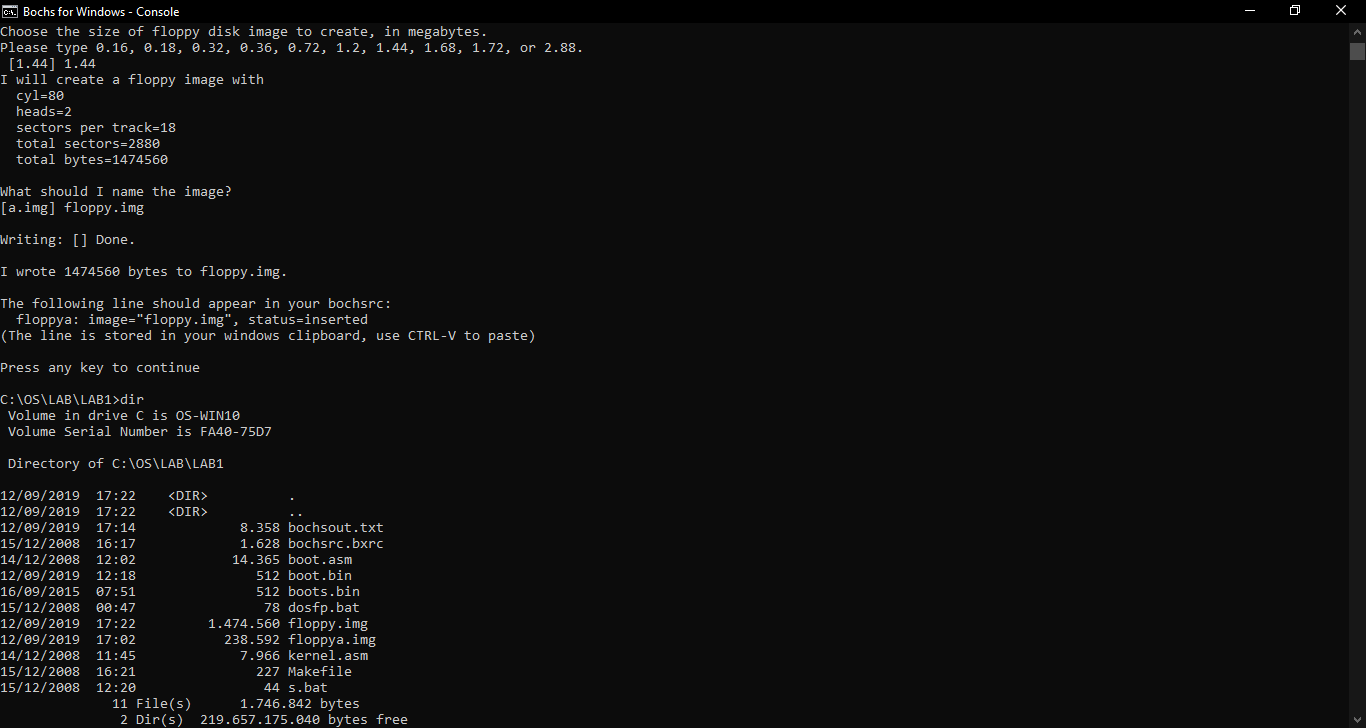 Bochs for Windows - Console
Choose the size of floppy disk image to create, in megabytes.
Please type 0.16, 0.18, 0.32, 0.36, 0.72, 1.2, 1.44, 1.68, 1.72, or 2.88.
 [1.44] 1.44
I will create a floppy image with
  cyl=80
  heads=2
  sectors per track=18
  total sectors=2880
  total bytes=1474560

What should I name the image?
[a.img] floppy.img

Writing: [] Done.

I wrote 1474560 bytes to floppy.img.

The following line should appear in your bochsrc:
  floppya: image="floppy.img", status=inserted
(The line is stored in your windows clipboard, use CTRL-V to paste)

Press any key to continue

C:\OS\LAB\LAB1>dir
 Volume in drive C is OS-WIN10
 Volume Serial Number is FA40-75D7

 Directory of C:\OS\LAB\LAB1

12/09/2019  17:22    <DIR>          .
12/09/2019  17:22    <DIR>          ..
12/09/2019  17:14             8.358 bochsout.txt
15/12/2008  16:17             1.628 bochsrc.bxrc
14/12/2008  12:02            14.365 boot.asm
12/09/2019  12:18               512 boot.bin
16/09/2015  07:51               512 boots.bin
15/12/2008  00:47                78 dosfp.bat
12/09/2019  17:22         1.474.560 floppy.img
12/09/2019  17:02           238.592 floppya.img
14/12/2008  11:45             7.966 kernel.asm
15/12/2008  16:21               227 Makefile
15/12/2008  12:20                44 s.bat
              11 File(s)      1.746.842 bytes
               2 Dir(s)  219.657.175.040 bytes free